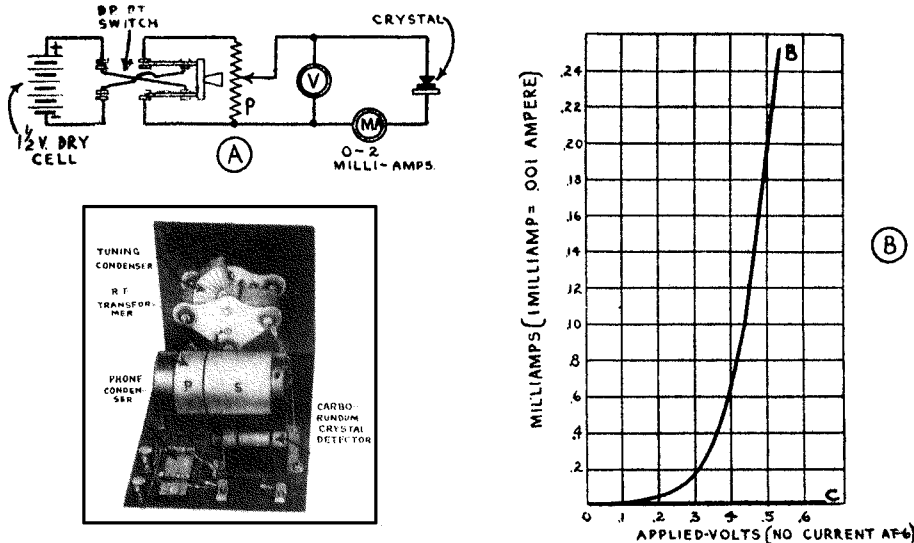 DP DT
SWITCH
CRYSTAL
+
V
P
1½ V. DRY
CELL
A
MA
0-2
MILLI-AMPS.
TUNING
CONDENSER
R F
TRANSFOR-
MER
PHONE
CONDEN-
SER
P S
CARBO-
RUNDUM
CRYSTAL
DETECTOR
MILLIAMPS (1 MILLIAMP = .001 AMPERE)
.24
.22
.20
.18
.16
.14
.12
.10
.8
.6
.4
.2
B
C
B
0 .1 .2 .3 .4 .5 .6
APPLIED-VOLTS (NO CURRENT AT-6)